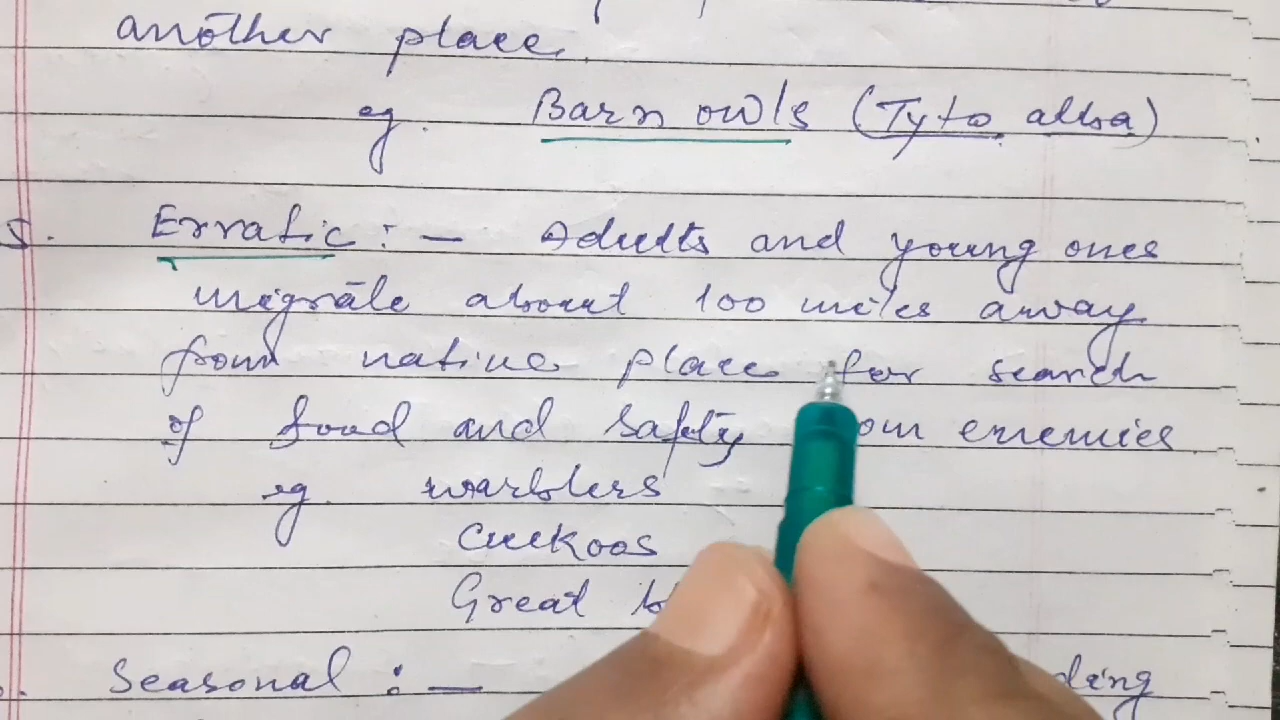 another place.
eg. Barn owls (Tyto alba)
5. Erratic : — Adults and young ones
migrate about 100 miles away
from native place for search
of food and safety enemies
eg. warblers
Cuckoos
Great
Seasonal : —